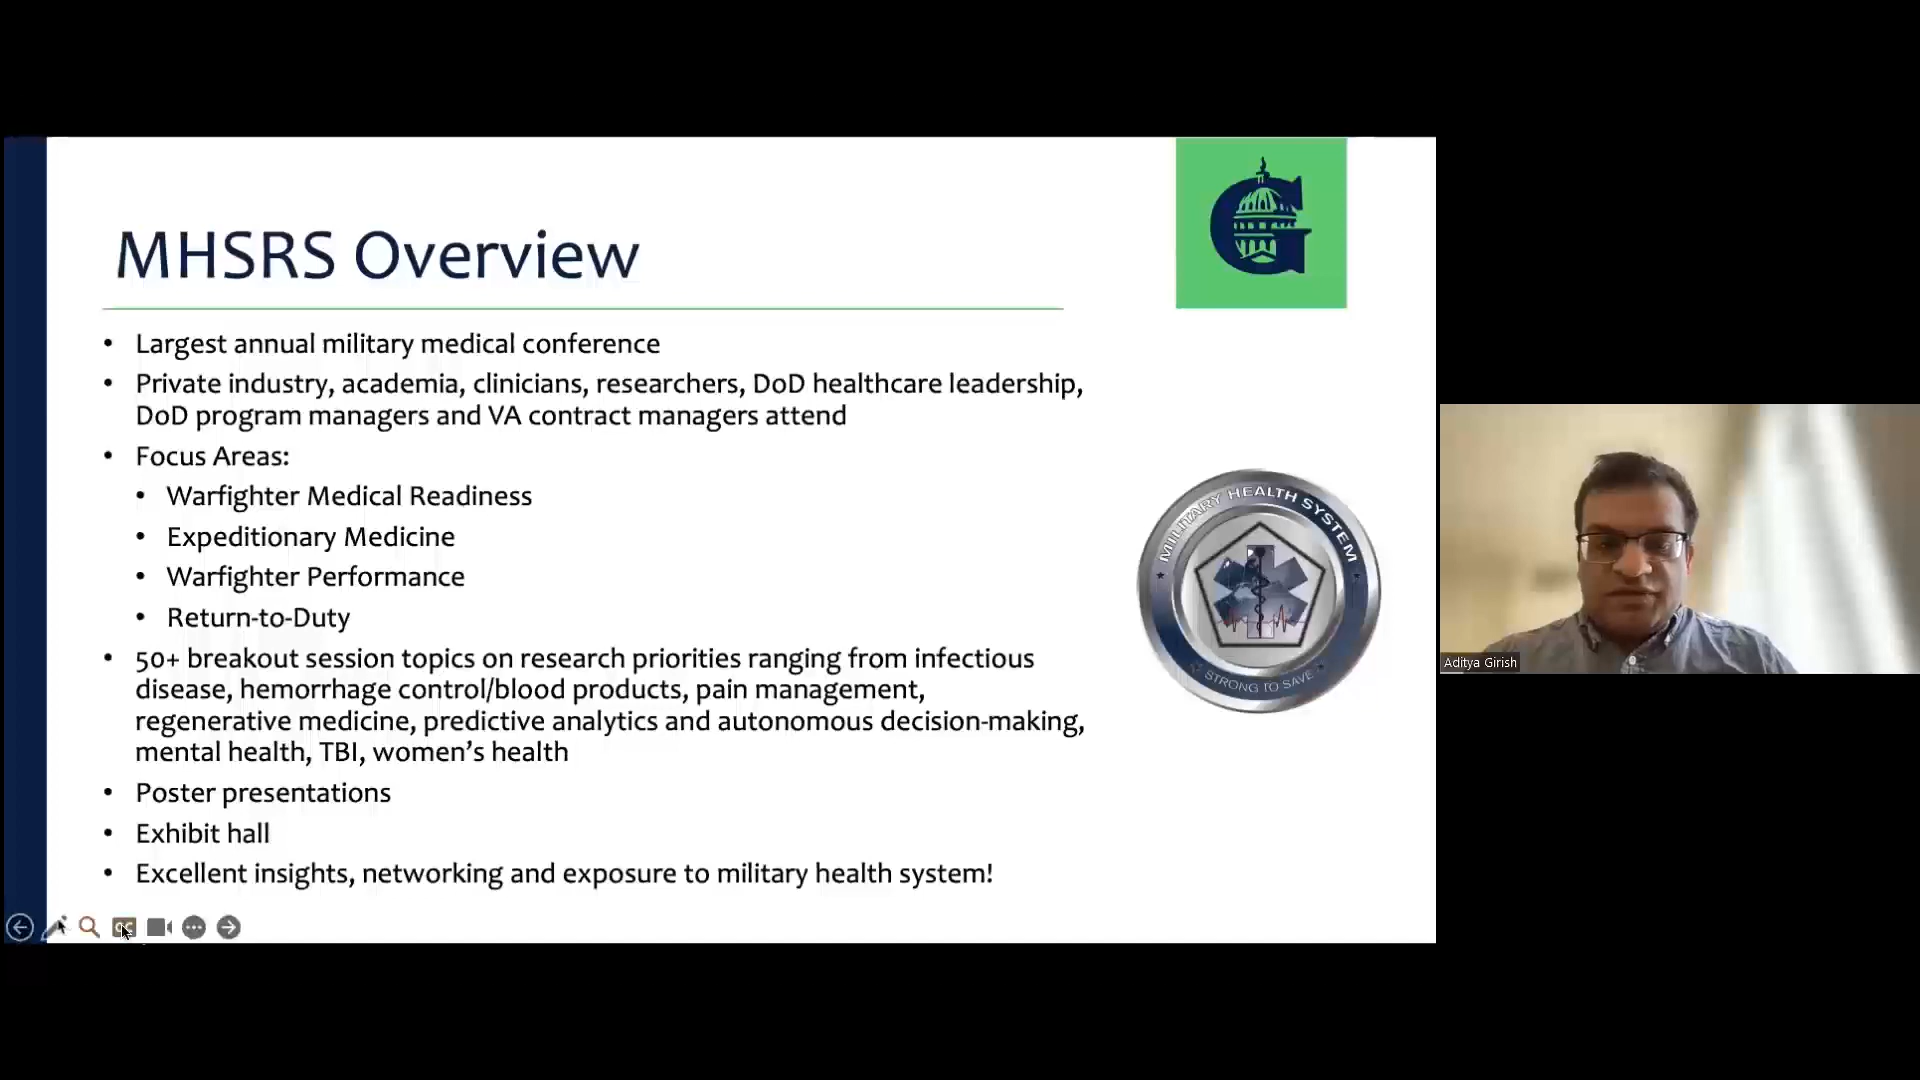 MHSRS Overview
• Largest annual military medical conference
• Private industry, academia, clinicians, researchers, DoD healthcare leadership,
DoD program managers and VA contract managers attend
• Focus Areas:
• Warfighter Medical Readiness
• Expeditionary Medicine
• Warfighter Performance
• Return-to-Duty
• 50+ breakout session topics on research priorities ranging from infectious
disease, hemorrhage control/blood products, pain management,
regenerative medicine, predictive analytics and autonomous decision-making,
mental health, TBI, women's health
• Poster presentations
• Exhibit hall
• Excellent insights, networking and exposure to military health system!
G
MILITARY HEALTH SYSTEM
STRONG TO SAVE
CC
Aditya Girish